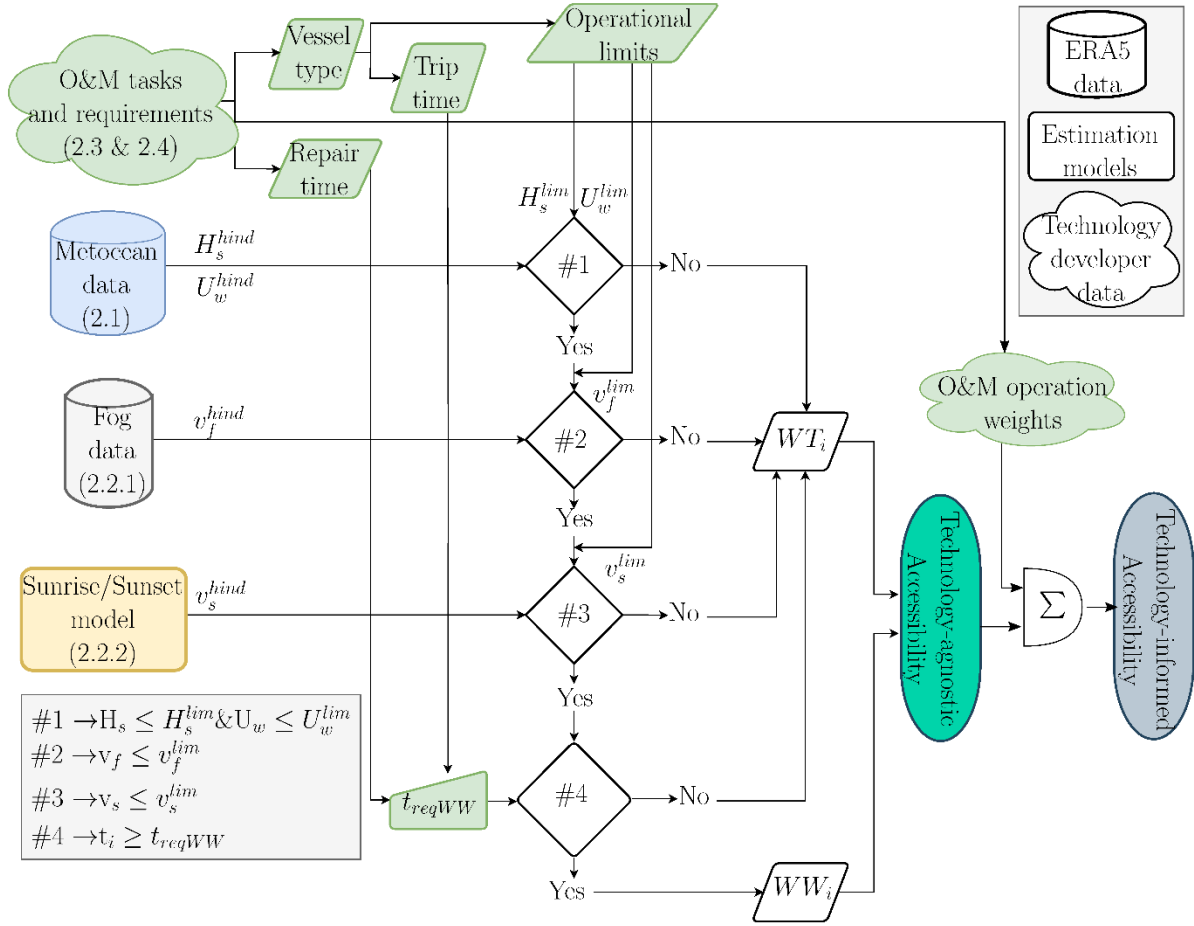 Vessel
type
Operational
limits
ERA5
data
O&M tasks
and requirements
(2.3 & 2.4)
Trip
time
Estimation
models
Repair
time
H_s^{lim} U_w^{lim}
Technology
developer
data
Metocean
data
(2.1)
H_s^{hind}
U_w^{hind}
#1
No
Yes
O&M operation
weights
Fog
data
(2.2.1)
v_f^{hind}
v_f^{lim}
#2
No
WT_i
Yes
Technology-agnostic
Accessibility
Technology-informed
Accessibility
Sunrise/Sunset
model
(2.2.2)
v_s^{hind}
v_s^{lim}
#3
No
Σ
Yes
#1 →H_s ≤ H_s^{lim}&U_w ≤ U_w^{lim}
#2 →v_f ≤ v_f^{lim}
#3 →v_s ≤ v_s^{lim}
#4 →t_i ≥ t_{reqWW}
t_{reqWW}
#4
No
Yes
WW_i